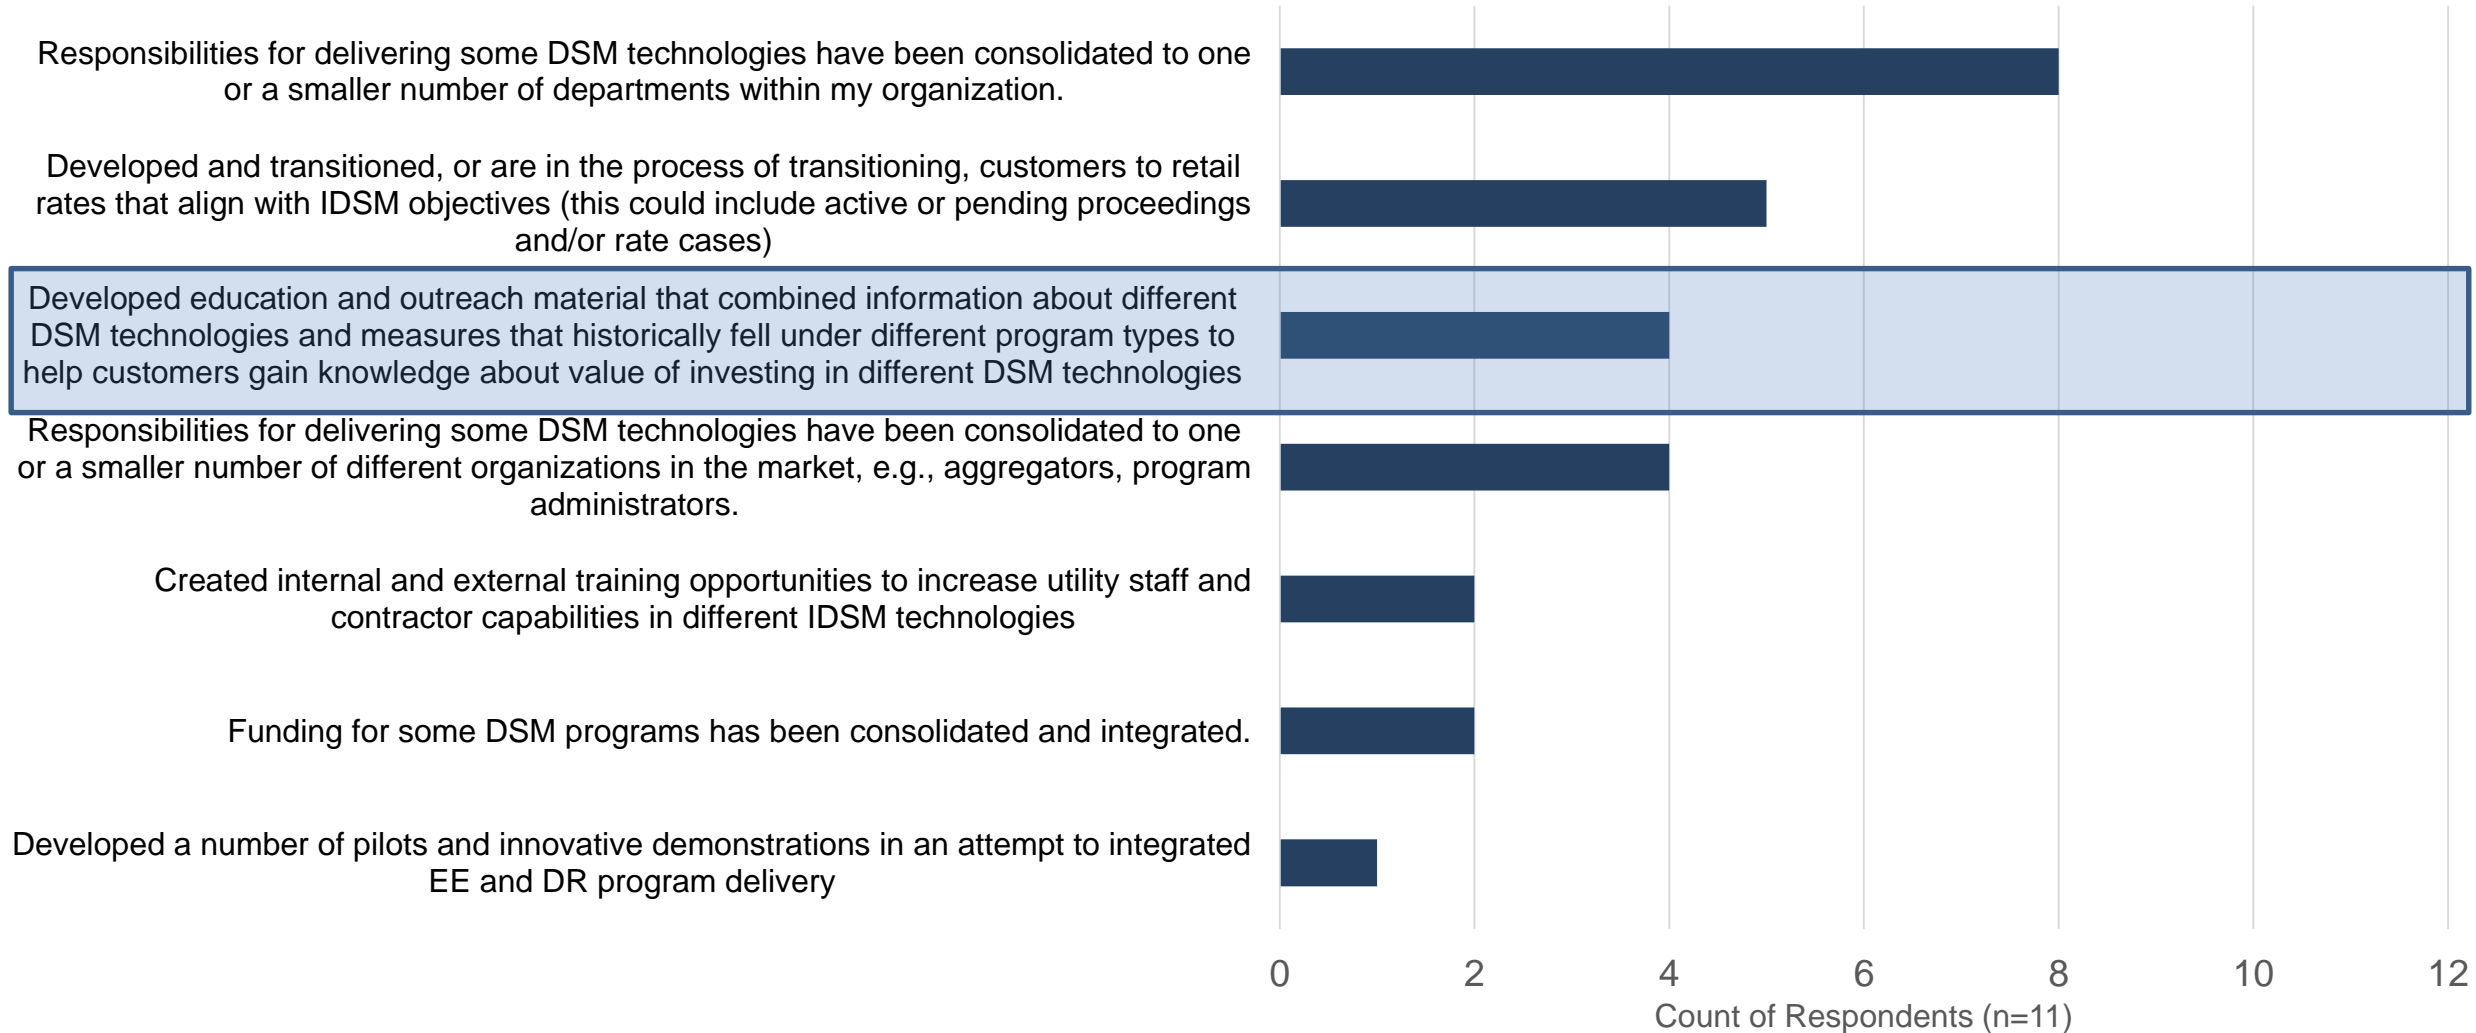 Responsibilities for delivering some DSM technologies have been consolidated to one
or a smaller number of departments within my organization.
Developed and transitioned, or are in the process of transitioning, customers to retail
rates that align with IDSM objectives (this could include active or pending proceedings
and/or rate cases)
Developed education and outreach material that combined information about different
DSM technologies and measures that historically fell under different program types to
help customers gain knowledge about value of investing in different DSM technologies
Responsibilities for delivering some DSM technologies have been consolidated to one
or a smaller number of different organizations in the market, e.g., aggregators, program
administrators.
Created internal and external training opportunities to increase utility staff and
contractor capabilities in different IDSM technologies
Funding for some DSM programs has been consolidated and integrated.
Developed a number of pilots and innovative demonstrations in an attempt to integrated
EE and DR program delivery
0 2 4 6 8 10 12
Count of Respondents (n=11)